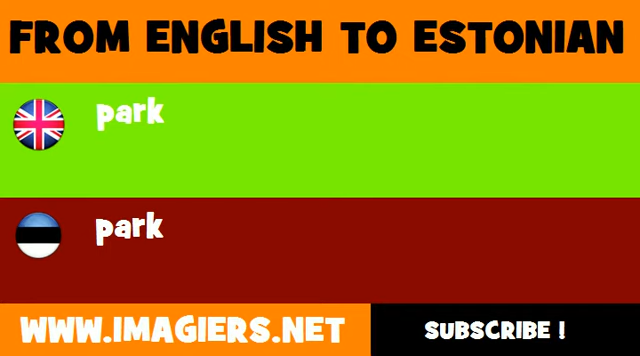 FROM ENGLISH TO ESTONIAN
park
park
WWW.IMAGIERS.NET
SUBSCRIBE !